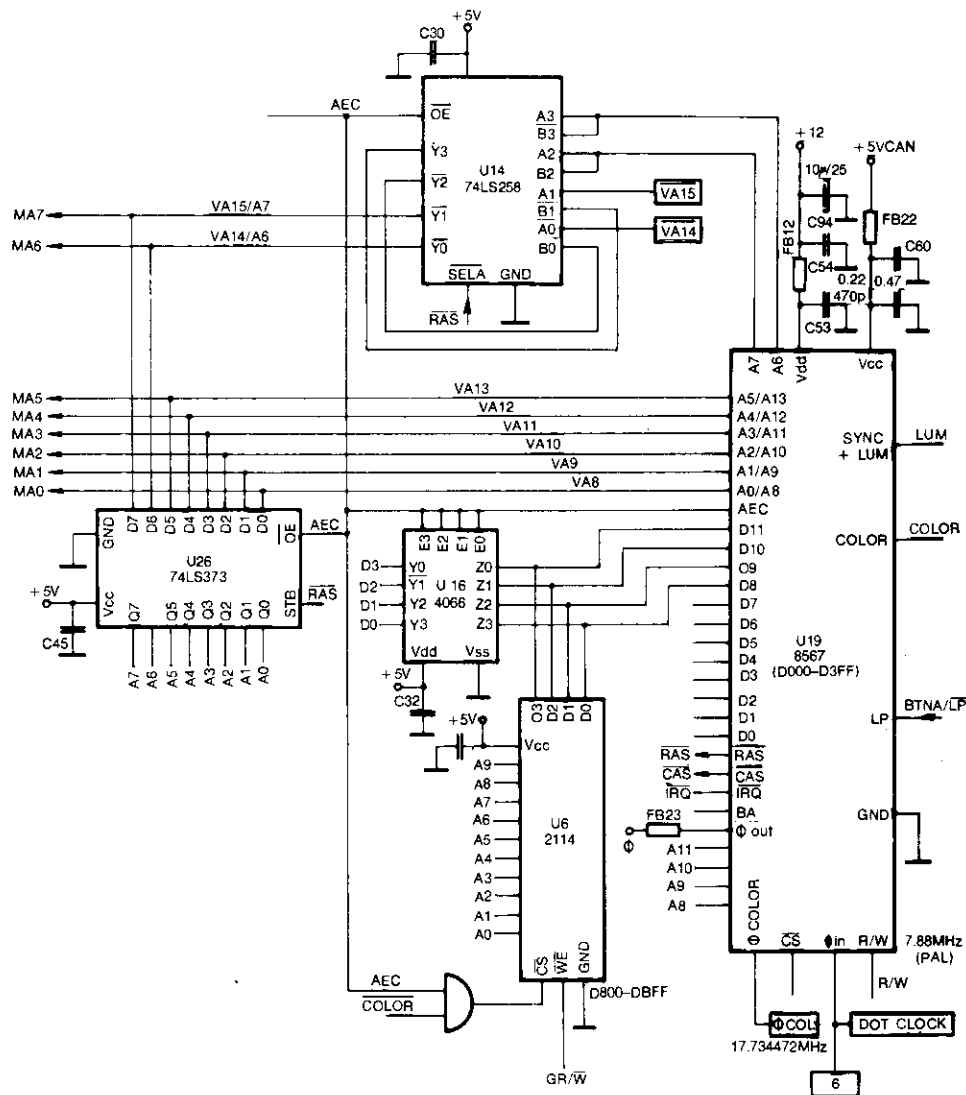 +5V
C30
AEC
OE
Y3
Y2
Y1
Y0
U14
74LS258
A3
B3
A2
B2
A1
B1
A0
B0
SELA
GND
RAS
VA15
VA14
MA7
VA15/A7
MA6
VA14/A6
+12
+5VCAN
10µ/25
C94
FB22
FB12
C54
C60
0.22
0.47
470p
C53
A7
A6
Vdd
Vcc
MA5
VA13
A5/A13
MA4
VA12
A4/A12
MA3
VA11
A3/A11
MA2
VA10
A2/A10
MA1
VA9
A1/A9
MA0
VA8
A0/A8
SYNC
+ LUM
LUM
COLOR
COLOR
GND
D7
D6
D5
D4
D3
D2
D1
D0
OE
AEC
U26
74LS373
+5V
Vcc
STB
RAS
C45
Q7
Q6
Q5
Q4
Q3
Q2
Q1
Q0
A7
A6
A5
A4
A3
A2
A1
A0
E3
E2
E1
E0
D3
Y0
D2
Y1
D1
Y2
D0
Y3
U 16
4066
Z0
Z1
Z2
Z3
Vdd
Vss
+5V
C32
AEC
D11
D10
O9
D8
D7
D6
D5
D4
D3
D2
D1
D0
U19
8567
(D000-D3FF)
LP
BTNA/LP
RAS
RAS
CAS
CAS
IRQ
IRQ
BA
FB23
Φ out
Φ
A11
A10
A9
A8
GND
+5V
Vcc
O3
D2
D1
D0
A9
A8
A7
A6
A5
A4
A3
A2
A1
A0
U6
2114
CS
WE
GND
D800-DBFF
AEC
COLOR
GR/W
Φ COLOR
CS
Φ in
R/W
7.88MHz
(PAL)
R/W
Φ COL
DOT CLOCK
17.734472MHz
6